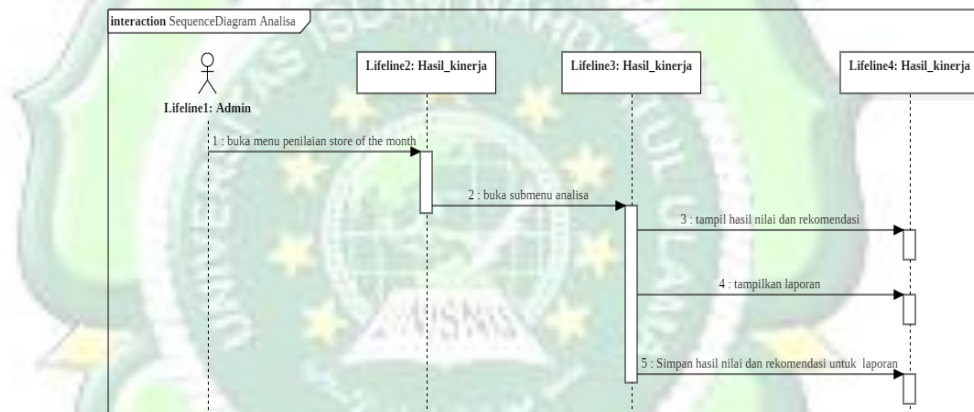 interaction SequenceDiagram Analisa
Lifeline1: Admin
Lifeline2: Hasil_kinerja
Lifeline3: Hasil_kinerja
Lifeline4: Hasil_kinerja
1 : buka menu penilaian store of the month
2 : buka submenu analisa
3 : tampil hasil nilai dan rekomendasi
4 : tampilkan laporan
5 : Simpan hasil nilai dan rekomendasi untuk laporan